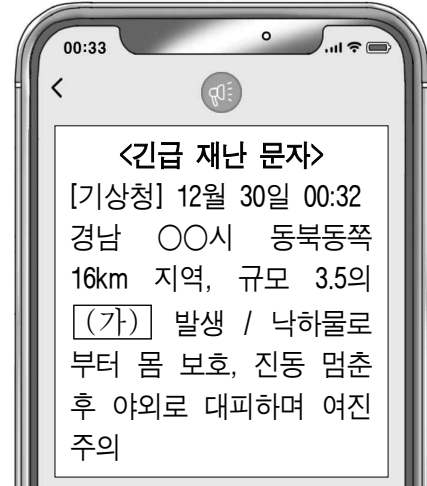 00:33
<긴급 재난 문자>
[기상청] 12월 30일 00:32
경남 ○○시 동북동쪽
16km 지역, 규모 3.5의
(가) 발생 / 낙하물로
부터 몸 보호, 진동 멈춘
후 야외로 대피하며 여진
주의